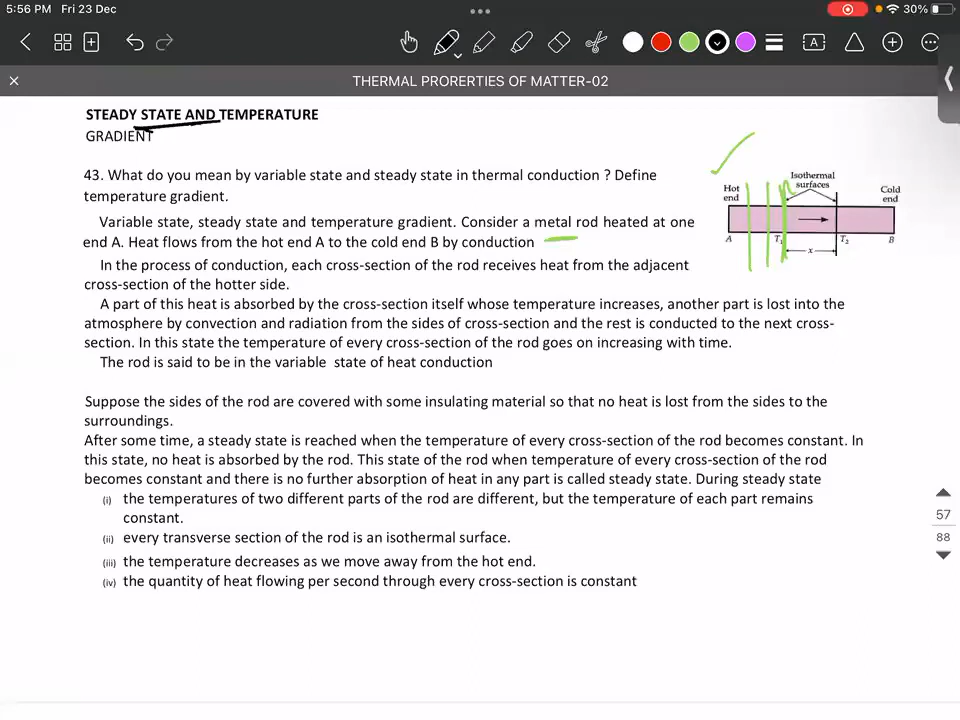 5:56 PM Fri 23 Dec
30%
A
THERMAL PRORERTIES OF MATTER-02
STEADY STATE AND TEMPERATURE
GRADIENT
43. What do you mean by variable state and steady state in thermal conduction ? Define
temperature gradient.
Variable state, steady state and temperature gradient. Consider a metal rod heated at one
end A. Heat flows from the hot end A to the cold end B by conduction
In the process of conduction, each cross-section of the rod receives heat from the adjacent
cross-section of the hotter side.
A part of this heat is absorbed by the cross-section itself whose temperature increases, another part is lost into the
atmosphere by convection and radiation from the sides of cross-section and the rest is conducted to the next cross-
section. In this state the temperature of every cross-section of the rod goes on increasing with time.
The rod is said to be in the variable state of heat conduction
Isothermal
surfaces
Hot
end
Cold
end
A
T₁
T₂
B
x
Suppose the sides of the rod are covered with some insulating material so that no heat is lost from the sides to the
surroundings.
After some time, a steady state is reached when the temperature of every cross-section of the rod becomes constant. In
this state, no heat is absorbed by the rod. This state of the rod when temperature of every cross-section of the rod
becomes constant and there is no further absorption of heat in any part is called steady state. During steady state
(i) the temperatures of two different parts of the rod are different, but the temperature of each part remains
constant.
(ii) every transverse section of the rod is an isothermal surface.
(iii) the temperature decreases as we move away from the hot end.
(iv) the quantity of heat flowing per second through every cross-section is constant
57
88